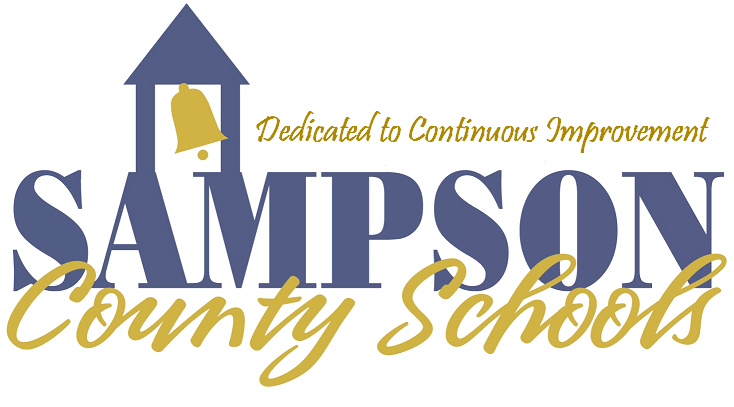 Dedicated to Continuous Improvement
SAMPSON
County Schools